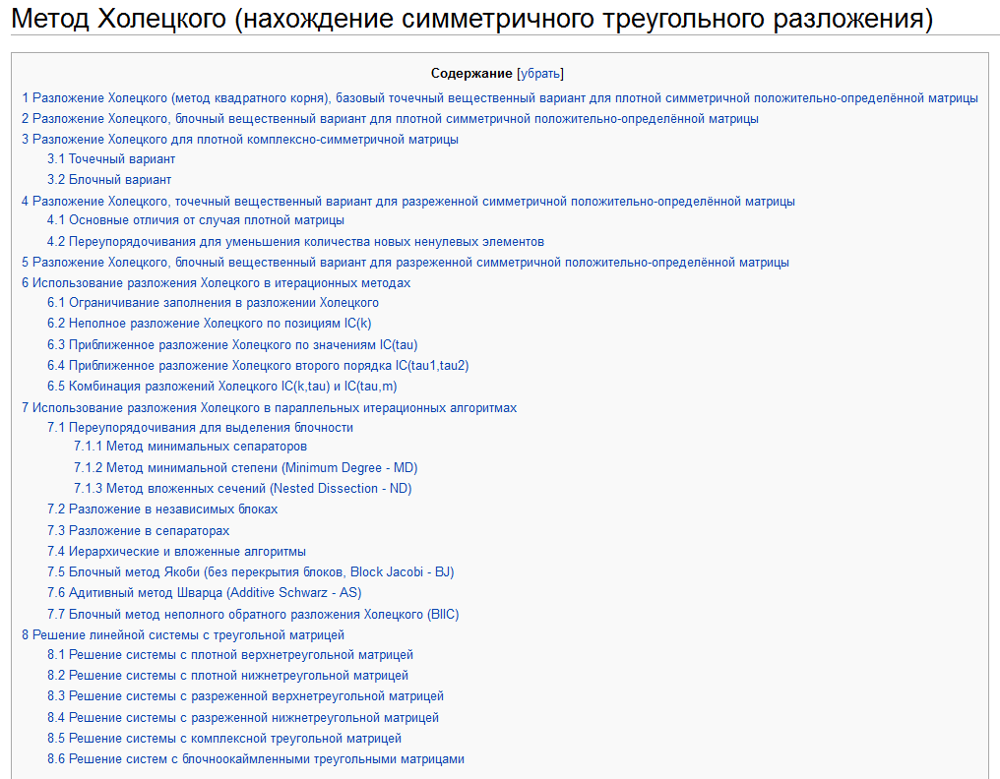 Метод Холецкого (нахождение симметричного треугольного разложения)
Содержание [убрать]
1 Разложение Холецкого (метод квадратного корня), базовый точечный вещественный вариант для плотной симметричной положительно-определённой матрицы
2 Разложение Холецкого, блочный вещественный вариант для плотной симметричной положительно-определённой матрицы
3 Разложение Холецкого для плотной комплексно-симметричной матрицы
3.1 Точечный вариант
3.2 Блочный вариант
4 Разложение Холецкого, точечный вещественный вариант для разреженной симметричной положительно-определённой матрицы
4.1 Основные отличия от случая плотной матрицы
4.2 Переупорядочивания для уменьшения количества новых ненулевых элементов
5 Разложение Холецкого, блочный вещественный вариант для разреженной симметричной положительно-определённой матрицы
6 Использование разложения Холецкого в итерационных методах
6.1 Ограничивание заполнения в разложении Холецкого
6.2 Неполное разложение Холецкого по позициям IC(k)
6.3 Приближенное разложение Холецкого по значениям IC(tau)
6.4 Приближенное разложение Холецкого второго порядка IC(tau1,tau2)
6.5 Комбинация разложений Холецкого IC(k,tau) и IC(tau,m)
7 Использование разложения Холецкого в параллельных итерационных алгоритмах
7.1 Переупорядочивания для выделения блочности
7.1.1 Метод минимальных сепараторов
7.1.2 Метод минимальной степени (Minimum Degree - MD)
7.1.3 Метод вложенных сечений (Nested Dissection - ND)
7.2 Разложение в независимых блоках
7.3 Разложение в сепараторах
7.4 Иерархические и вложенные алгоритмы
7.5 Блочный метод Якоби (без перекрытия блоков, Block Jacobi - BJ)
7.6 Адитивный метод Шварца (Additive Schwarz - AS)
7.7 Блочный метод неполного обратного разложения Холецкого (BIIC)
8 Решение линейной системы с треугольной матрицей
8.1 Решение системы с плотной верхнетреугольной матрицей
8.2 Решение системы с плотной нижнетреугольной матрицей
8.3 Решение системы с разреженной верхнетреугольной матрицей
8.4 Решение системы с разреженной нижнетреугольной матрицей
8.5 Решение системы с комплексной треугольной матрицей
8.6 Решение систем с блочноокаймленными треугольными матрицами